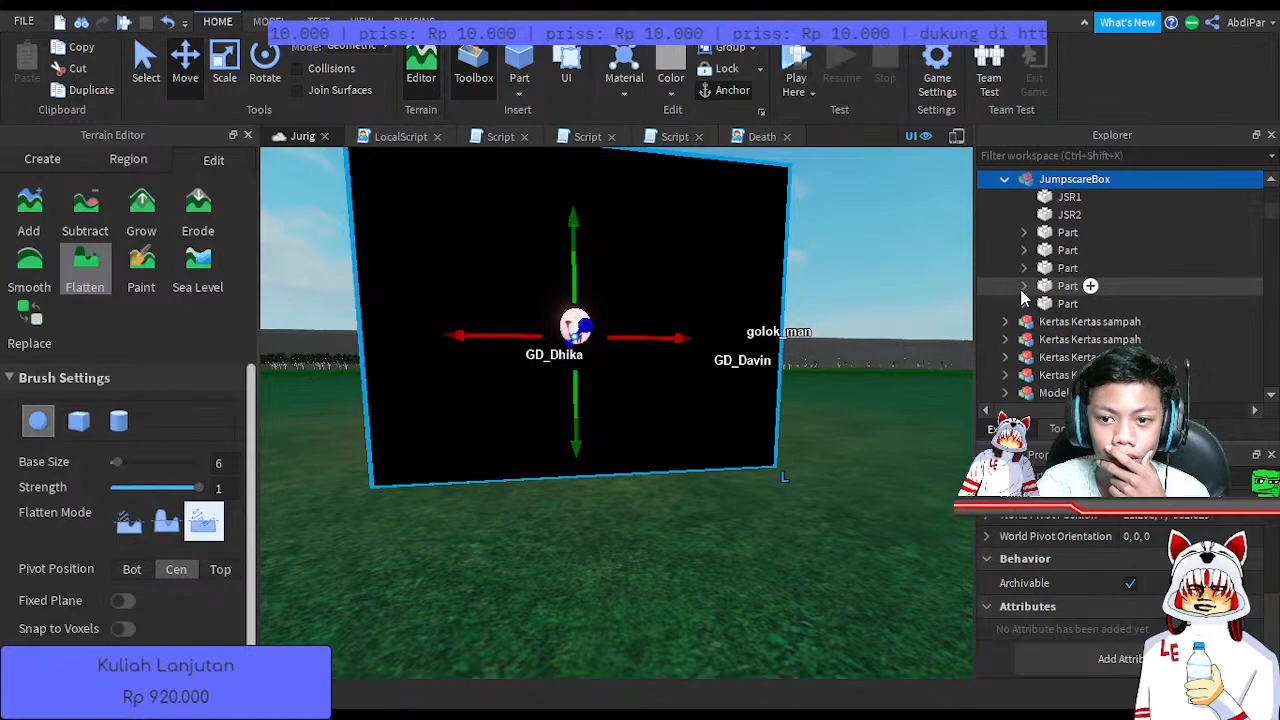 FILE HOME MODEL TEST VIEW PLUGINS What's New AbdiPar
10.000 | priss: Rp 10.000 | priss: Rp 10.000 priss: Rp 10.000 | dukung di htt
Copy Mode: Geometric Group
Paste Cut Select Move Scale Rotate Collisions Editor Toolbox Part UI Material Color Lock Play Here Resume Stop Game Settings Team Test Exit Game
Duplicate Join Surfaces Anchor
Clipboard Tools Terrain Insert Edit Test Settings Team Test
Terrain Editor Jurig LocalScript Script Script Script Death UI Explorer
Create Region Edit
Filter workspace (Ctrl+Shift+X)
JumpscareBox
JSR1
JSR2
Part
Part
Part
Part
Part
Kertas Kertas sampah
Kertas Kertas sampah
Kertas
Kertas
Model
Add Subtract Grow Erode
Smooth Flatten Paint Sea Level
Replace
golok_man
GD_Dhika
GD_Davin
L
Brush Settings
Base Size 6
Strength 1
Flatten Mode
Pivot Position Bot Cen Top
Fixed Plane
Snap to Voxels
World Pivot Orientation 0,0,0
Behavior
Archivable
Attributes
No Attribute has been added yet
Add Attrib
LE
LE
Kuliah Lanjutan
Rp 920.000